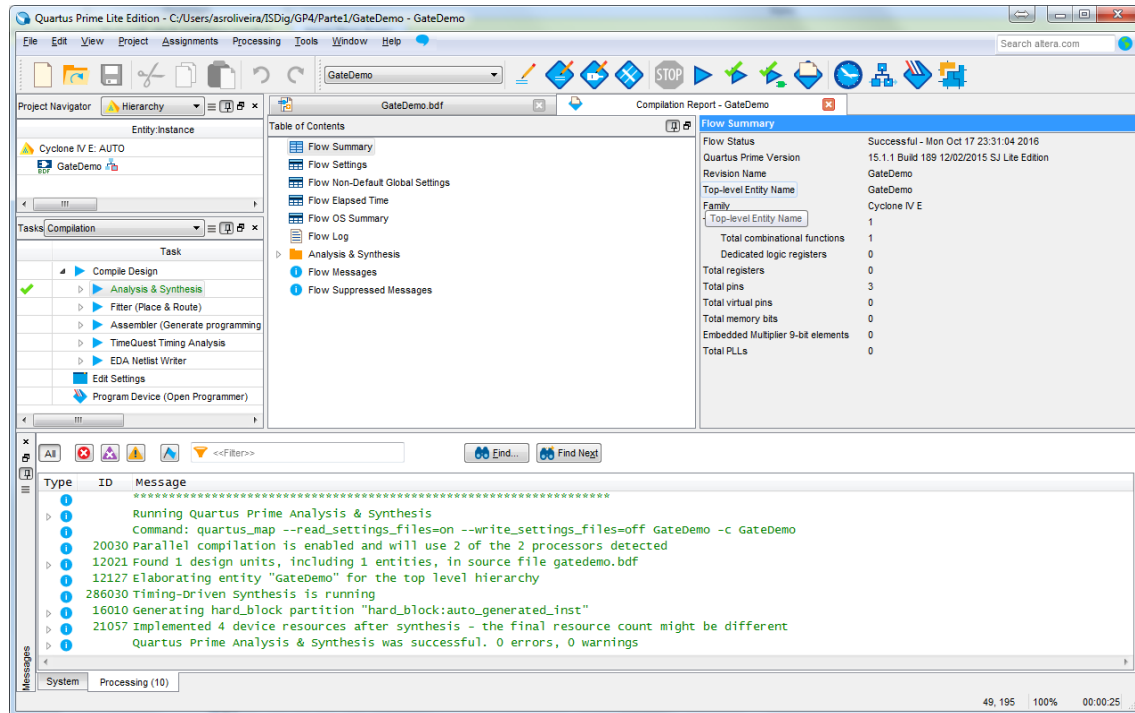 Quartus Prime Lite Edition - C:/Users/asroliveira/ISDig/GP4/Parte1/GateDemo - GateDemo
File Edit View Project Assignments Processing Tools Window Help
Search altera.com
GateDemo
STOP
Project Navigator Hierarchy
Entity:Instance
Cyclone IV E: AUTO
BDF GateDemo
Tasks Compilation
Task
Compile Design
Analysis & Synthesis
Fitter (Place & Route)
Assembler (Generate programming
TimeQuest Timing Analysis
EDA Netlist Writer
Edit Settings
Program Device (Open Programmer)
GateDemo.bdf
Compilation Report - GateDemo
Table of Contents
Flow Summary
Flow Settings
Flow Non-Default Global Settings
Flow Elapsed Time
Flow OS Summary
Flow Log
Analysis & Synthesis
Flow Messages
Flow Suppressed Messages
Flow Summary
Flow Status Successful - Mon Oct 17 23:31:04 2016
Quartus Prime Version 15.1.1 Build 189 12/02/2015 SJ Lite Edition
Revision Name GateDemo
Top-level Entity Name GateDemo
Family Cyclone IV E
Top-level Entity Name 1
Total combinational functions 1
Dedicated logic registers 0
Total registers 0
Total pins 3
Total virtual pins 0
Total memory bits 0
Embedded Multiplier 9-bit elements 0
Total PLLs 0
All <<Filter>> Find... Find Next
Type ID Message
**********************************************************************
Running Quartus Prime Analysis & Synthesis
Command: quartus_map --read_settings_files=on --write_settings_files=off GateDemo -c GateDemo
20030 Parallel compilation is enabled and will use 2 of the 2 processors detected
12021 Found 1 design units, including 1 entities, in source file gatedemo.bdf
12127 Elaborating entity "GateDemo" for the top level hierarchy
286030 Timing-Driven Synthesis is running
16010 Generating hard_block partition "hard_block:auto_generated_inst"
21057 Implemented 4 device resources after synthesis - the final resource count might be different
Quartus Prime Analysis & Synthesis was successful. 0 errors, 0 warnings
Messages
System Processing (10)
49, 195 100% 00:00:25